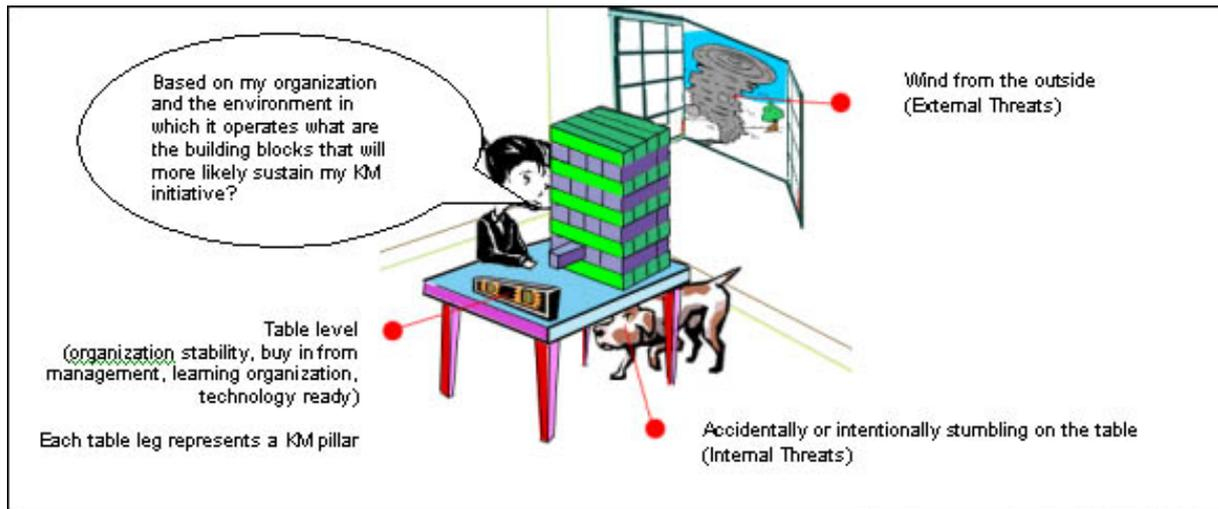 Based on my organization
and the environment in
which it operates what are
the building blocks that will
more likely sustain my KM
initiative?
Wind from the outside
(External Threats)
Table level
(organization stability, buy in from
management, learning organization,
technology ready)
Each table leg represents a KM pillar
Accidentally or intentionally stumbling on the table
(Internal Threats)